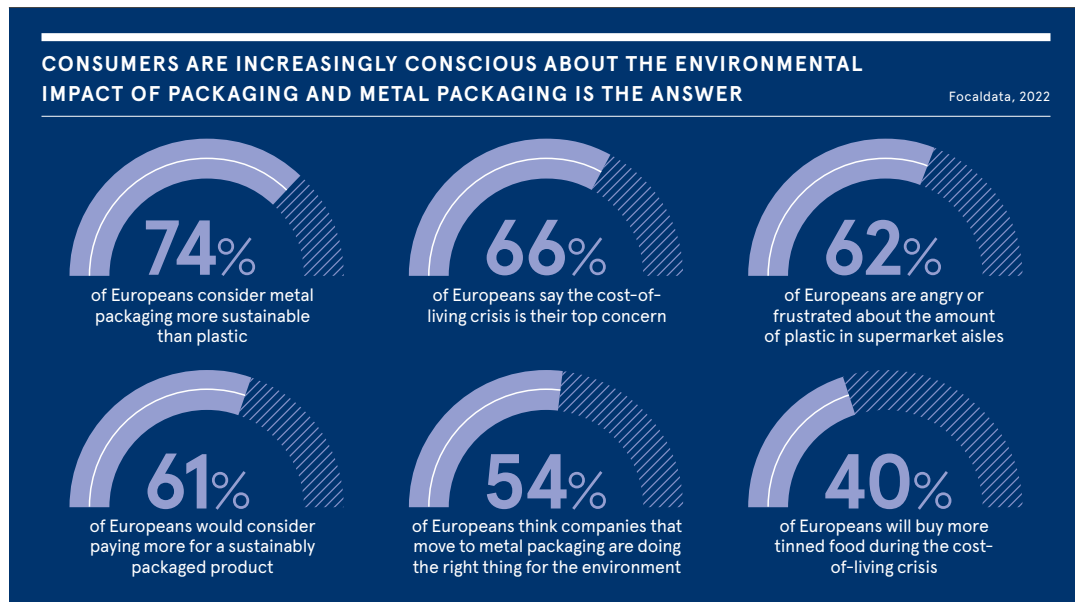 CONSUMERS ARE INCREASINGLY CONSCIOUS ABOUT THE ENVIRONMENTAL
IMPACT OF PACKAGING AND METAL PACKAGING IS THE ANSWER
Focaldata, 2022
74%
of Europeans consider metal
packaging more sustainable
than plastic
66%
of Europeans say the cost-of-
living crisis is their top concern
62%
of Europeans are angry or
frustrated about the amount
of plastic in supermarket aisles
61%
of Europeans would consider
paying more for a sustainably
packaged product
54%
of Europeans think companies that
move to metal packaging are doing
the right thing for the environment
40%
of Europeans will buy more
tinned food during the cost-
of-living crisis